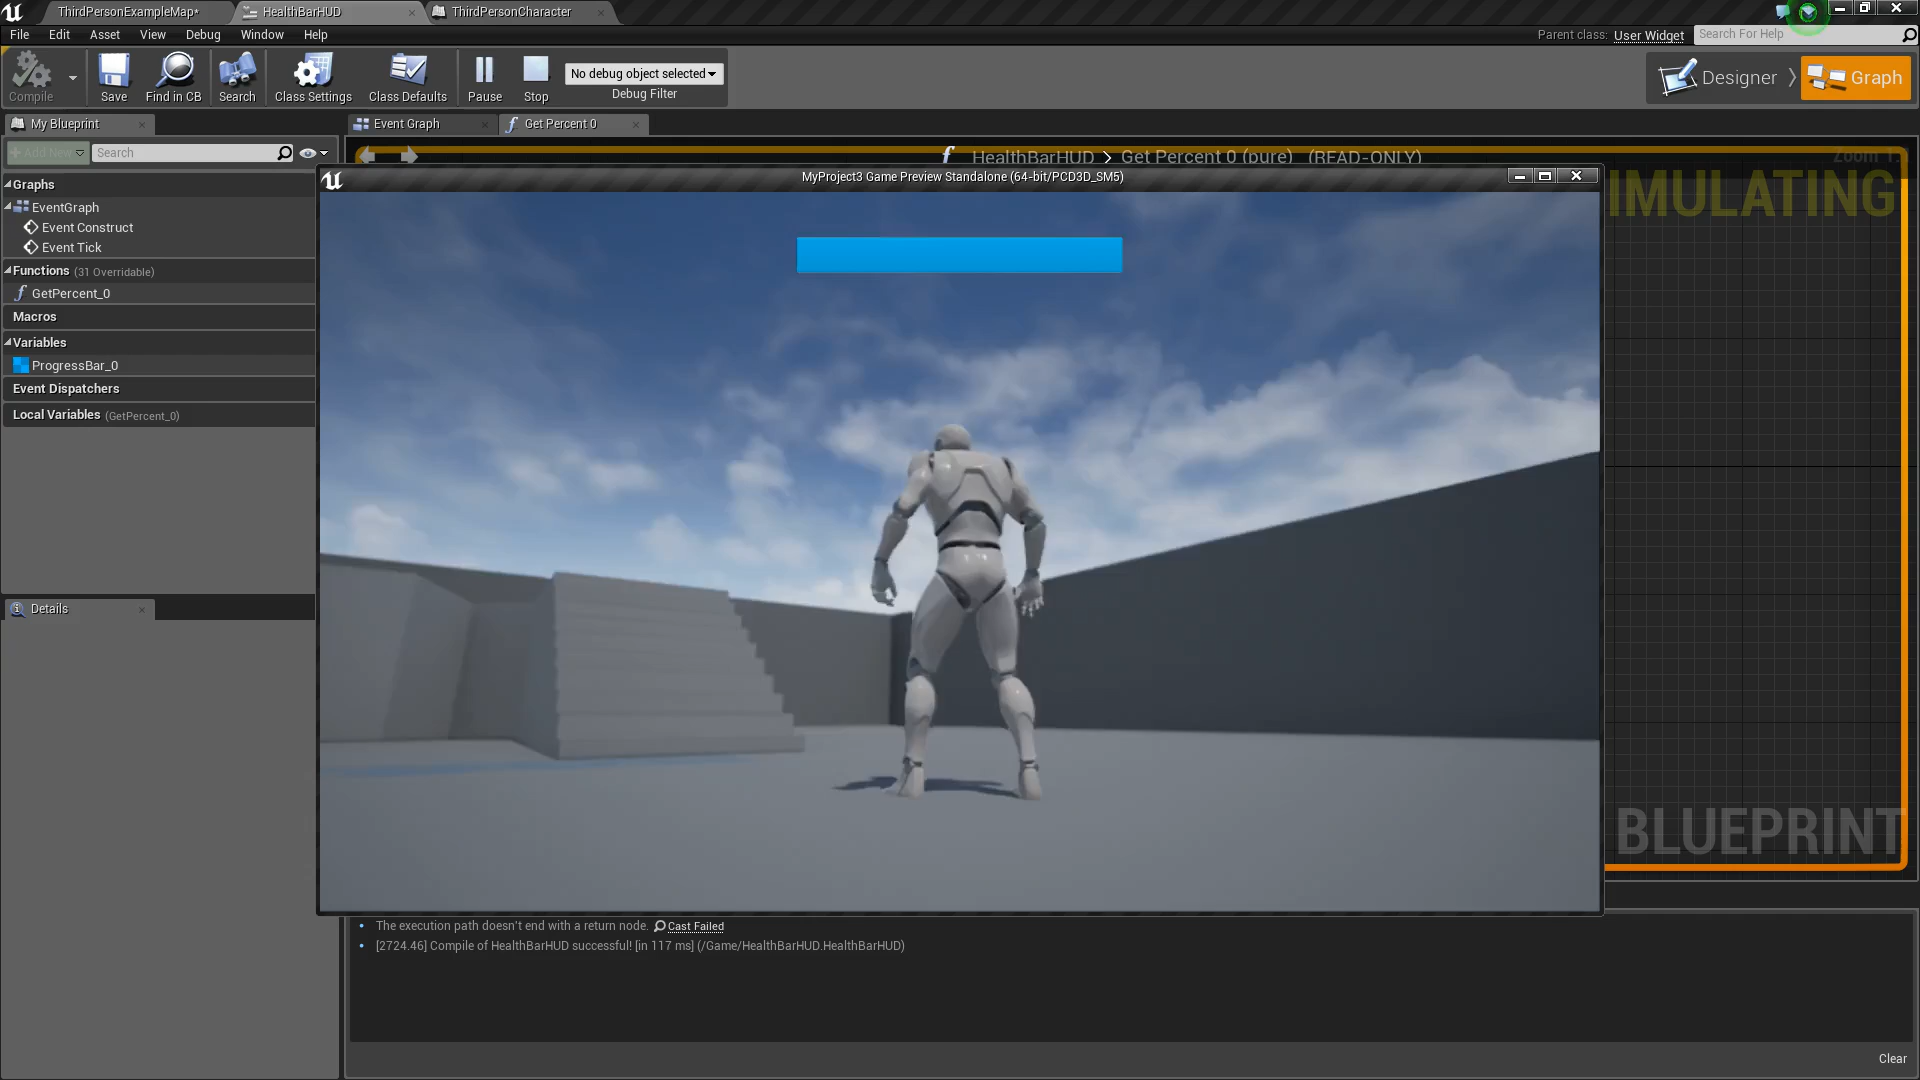 ThirdPersonExampleMap*
HealthBarHUD
ThirdPersonCharacter
File Edit Asset View Debug Window Help
Parent class: User Widget
Search For Help
Compile
Save
Find in CB
Search
Class Settings
Class Defaults
Pause
Stop
No debug object selected
Debug Filter
Designer
Graph
My Blueprint
Event Graph
Get Percent 0
Add New
Search
HealthBarHUD > Get Percent 0 (pure) (READ-ONLY)
IMULATING
MyProject3 Game Preview Standalone (64-bit/PCD3D_SM5)
Graphs
EventGraph
Event Construct
Event Tick
Functions (31 Overridable)
GetPercent_0
Macros
Variables
ProgressBar_0
Event Dispatchers
Local Variables (GetPercent_0)
Details
BLUEPRINT
The execution path doesn't end with a return node. Cast Failed
[2724.46] Compile of HealthBarHUD successful! [in 117 ms] (/Game/HealthBarHUD.HealthBarHUD)
Clear